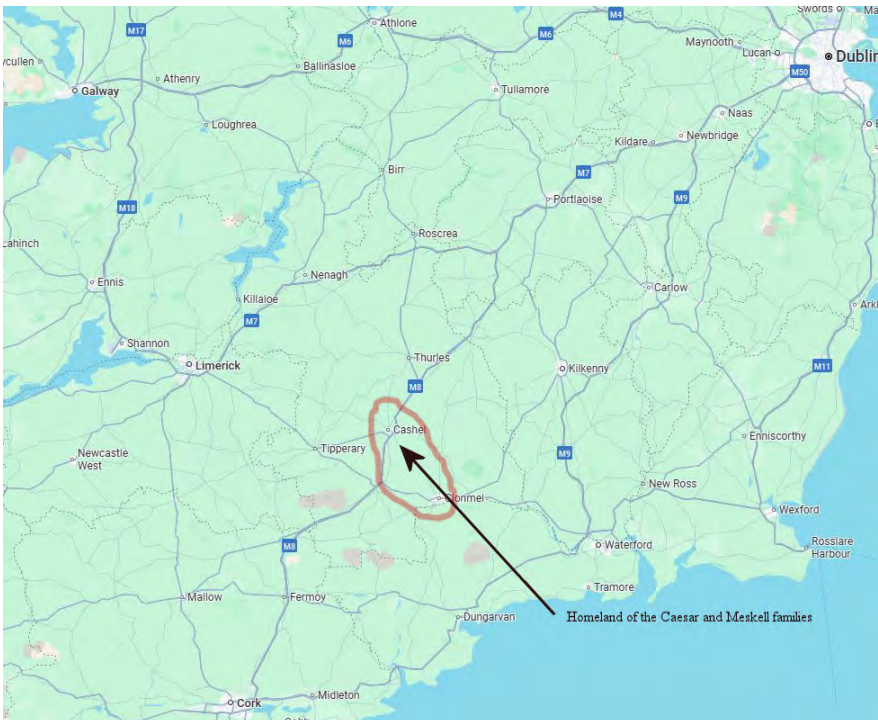 Swords
M4
Athlone
M17
M6
M6
Maynooth
Lucan
Dublin
ycullen
Ballinasloe
M50
Athenry
Galway
Tullamore
Naas
Loughrea
Newbridge
Kildare
Birr
M7
Portlaoise
M9
M18
Roscrea
Lahinch
Nenagh
Ennis
Carlow
Killaloe
Arkl
M7
Shannon
Thurles
Limerick
Kilkenny
M11
M8
Cashel
Enniscorthy
Tipperary
Newcastle
West
M9
New Ross
Clonmel
Wexford
Rosslare
Harbour
M8
Waterford
Tramore
Mallow
Fermoy
Dungarvan
Homeland of the Caesar and Meskell families
Midleton
Cork